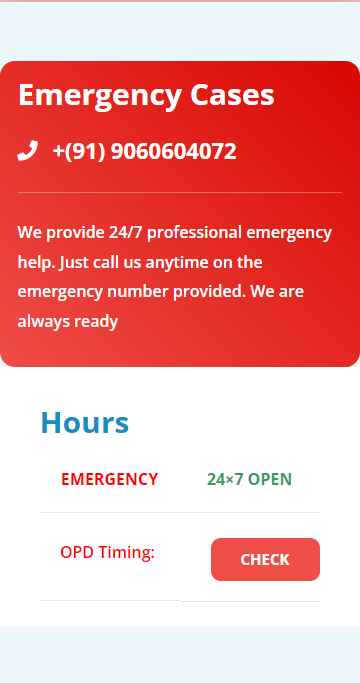 Emergency Cases
+(91) 9060604072
We provide 24/7 professional emergency
help. Just call us anytime on the
emergency number provided. We are
always ready
Hours
EMERGENCY 24×7 OPEN
OPD Timing: CHECK